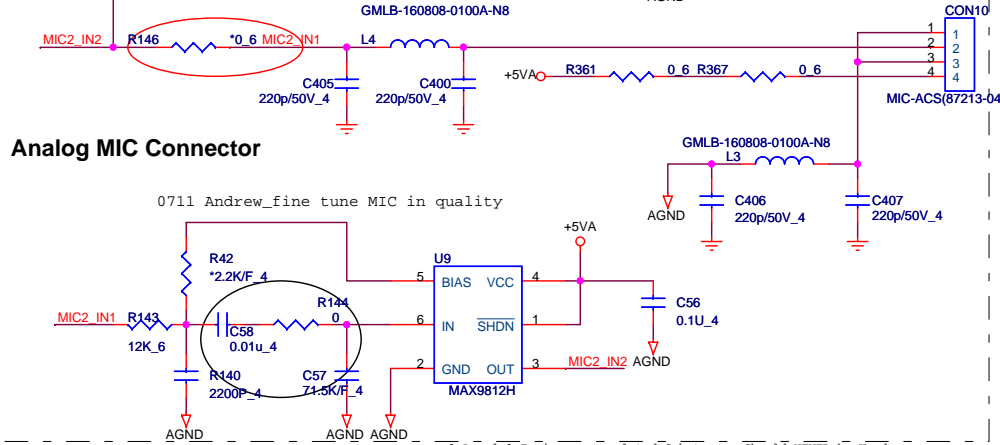 GMLB-160808-0100A-N8
CON10
MIC2_IN2
R146
*0_6
MIC2_IN1
L4
1
1
2
2
3
3
4
4
C405
220p/50V_4
C400
220p/50V_4
+5VA
R361
0_6
R367
0_6
MIC-ACS(87213-04
Analog MIC Connector
GMLB-160808-0100A-N8
L3
AGND
C406
220p/50V_4
C407
220p/50V_4
0711 Andrew_fine tune MIC in quality
+5VA
R42
*2.2K/F_4
U9
5
BIAS
VCC
4
MIC2_IN1
R143
12K_6
C58
0.01u_4
R144
0
6
IN
SHDN
1
C56
0.1U_4
AGND
R140
2200P_4
C57
71.5K/F_4
2
GND
OUT
3
MIC2_IN2
MAX9812H
AGND
AGND
AGND